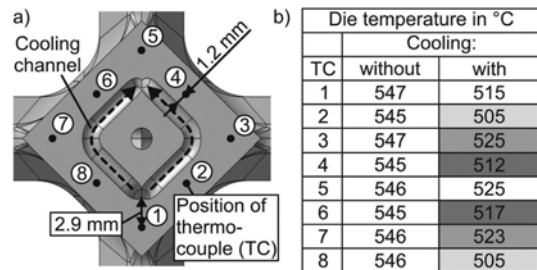 a)
Cooling
channel
5
1.2 mm
6
4
7
3
8
2
1
2.9 mm
Position of
thermo-
couple (TC)
b)
Die temperature in °C
Cooling:
TC without with
1 547 515
2 545 505
3 547 525
4 545 512
5 546 525
6 545 517
7 546 523
8 546 505